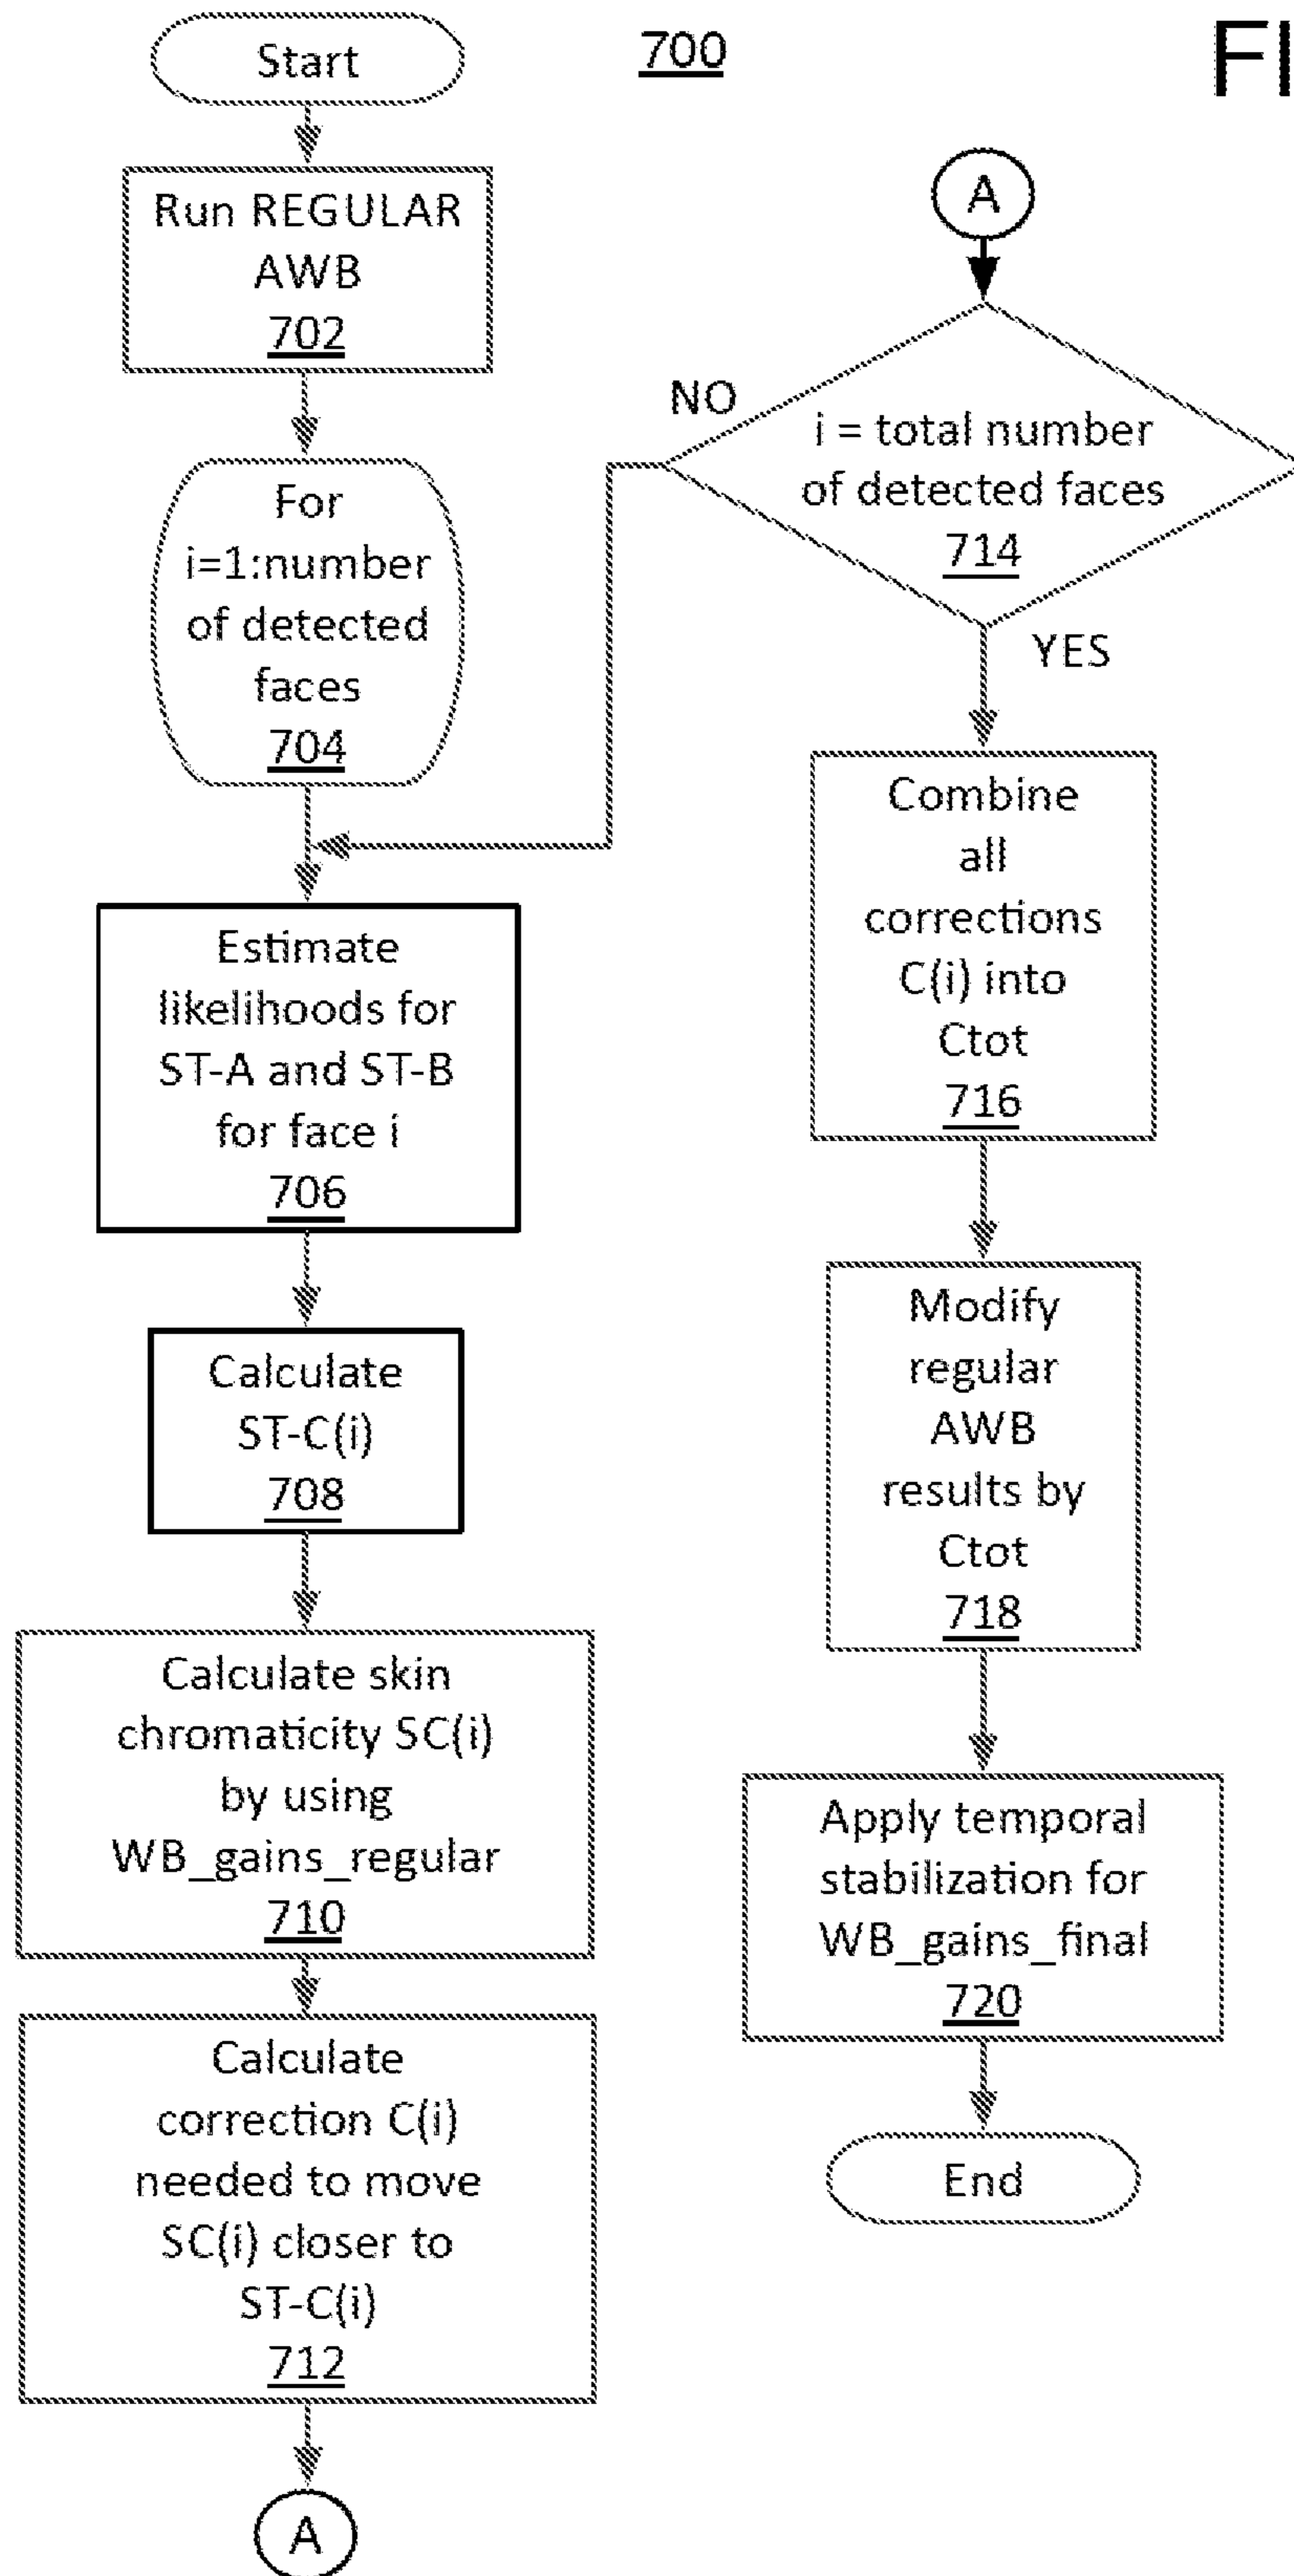 700
FI
Start
Run REGULAR
AWB
702
For
i=1:number
of detected
faces
704
Estimate
likelihoods for
ST-A and ST-B
for face i
706
Calculate
ST-C(i)
708
Calculate skin
chromaticity SC(i)
by using
WB_gains_regular
710
Calculate
correction C(i)
needed to move
SC(i) closer to
ST-C(i)
712
A
A
i = total number
of detected faces
714
NO
YES
Combine
all
corrections
C(i) into
Ctot
716
Modify
regular
AWB
results by
Ctot
718
Apply temporal
stabilization for
WB_gains_final
720
End